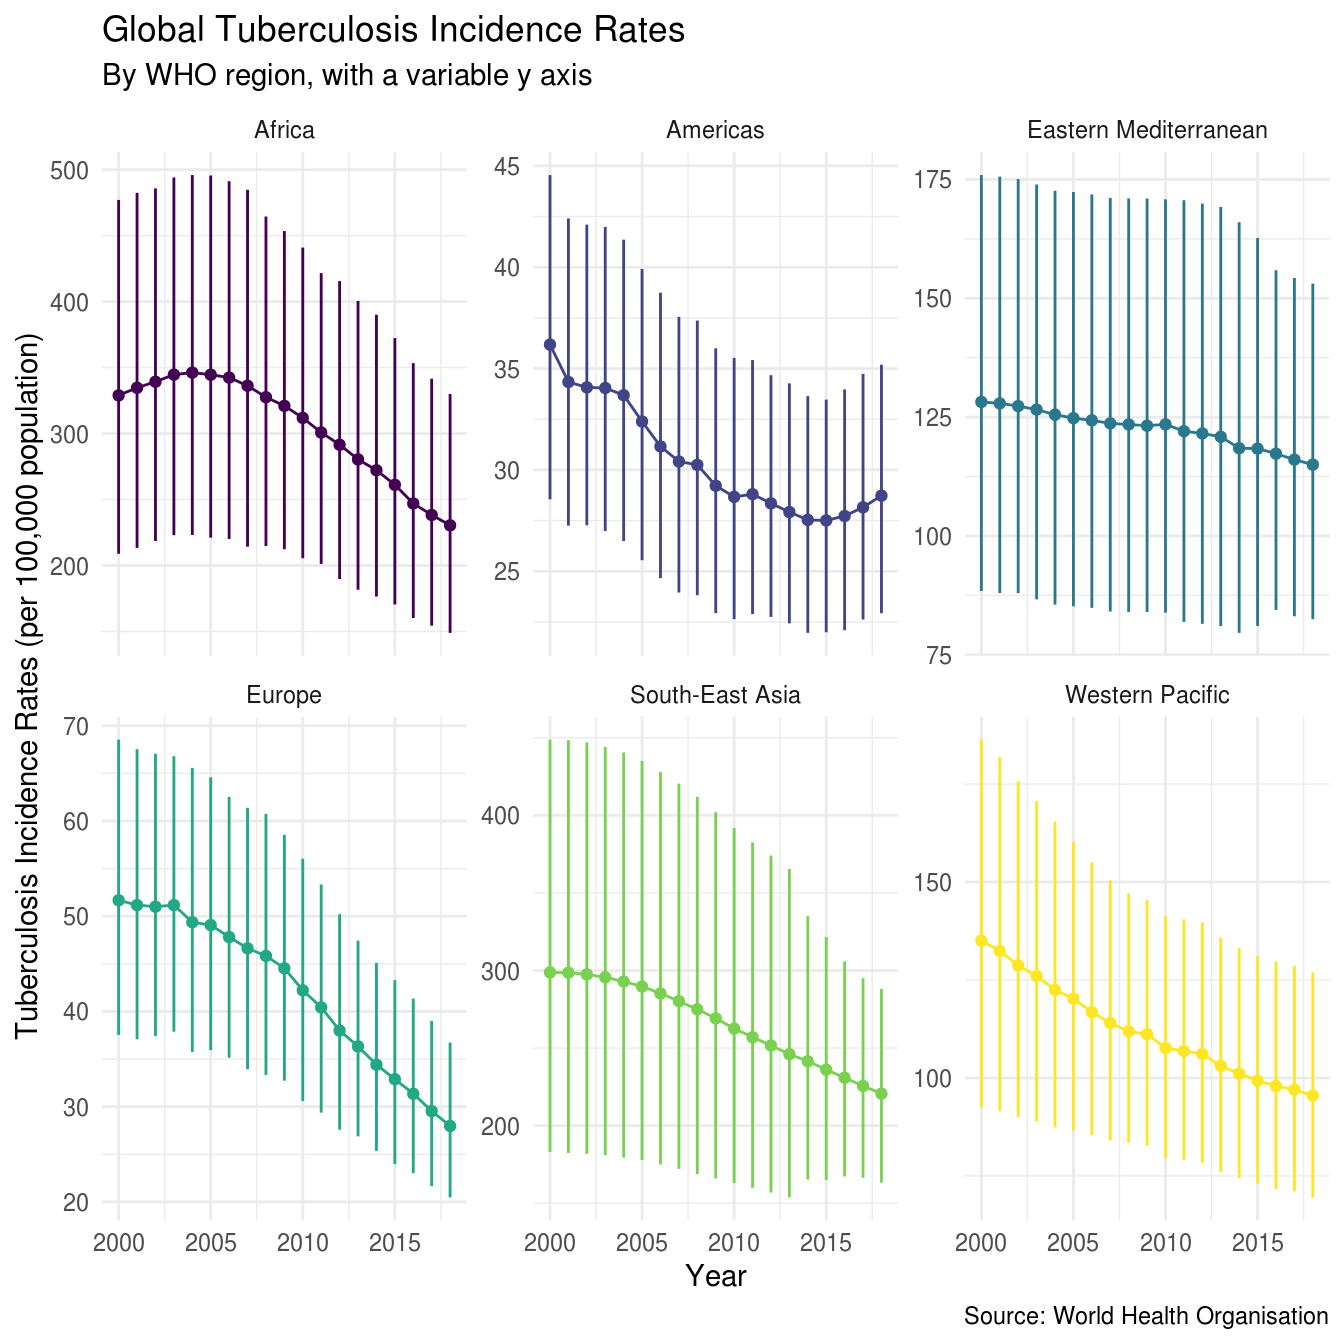 Global Tuberculosis Incidence Rates
By WHO region, with a variable y axis
Tuberculosis Incidence Rates (per 100,000 population)
Africa
500
400
300
200
Americas
45
40
35
30
25
Eastern Mediterranean
175
150
125
100
75
Europe
70
60
50
40
30
20
2000 2005 2010 2015
South-East Asia
400
300
200
2000 2005 2010 2015
Western Pacific
150
100
2000 2005 2010 2015
Year
Source: World Health Organisation